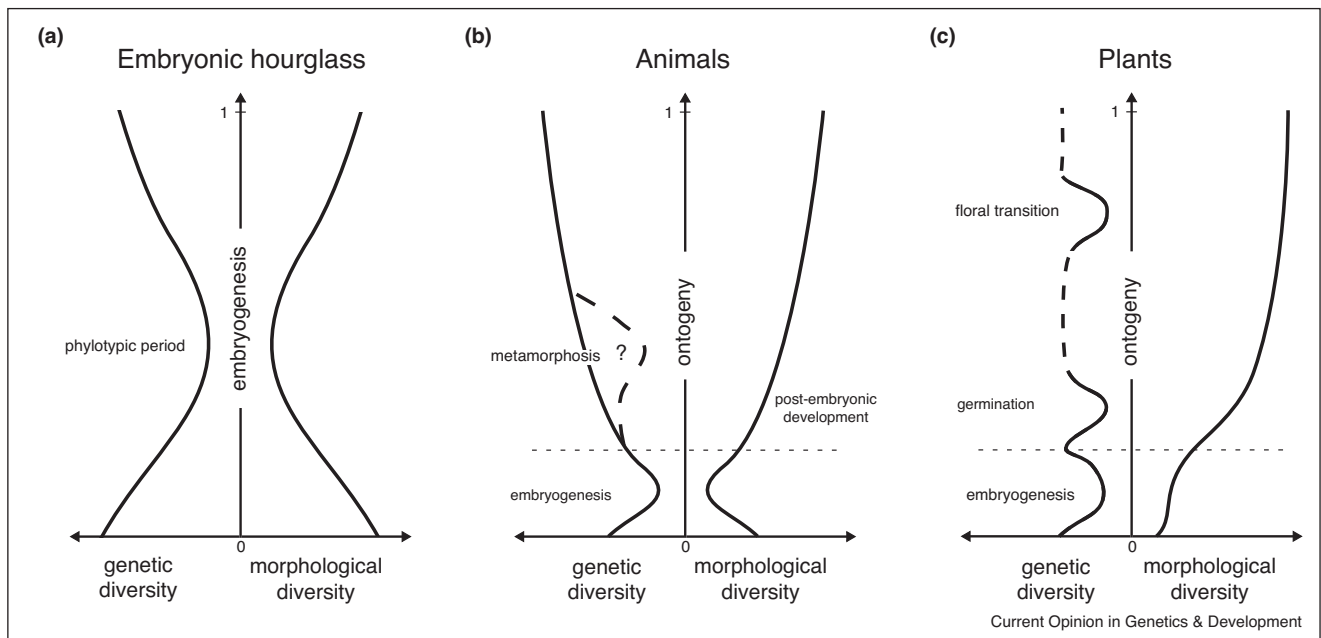 (a)
Embryonic hourglass
1
embryogenesis
phylotypic period
0
genetic
diversity
morphological
diversity
(b)
Animals
1
ontogeny
metamorphosis
?
post-embryonic
development
embryogenesis
0
genetic
diversity
morphological
diversity
(c)
Plants
1
floral transition
ontogeny
germination
embryogenesis
0
genetic
diversity
morphological
diversity
Current Opinion in Genetics & Development